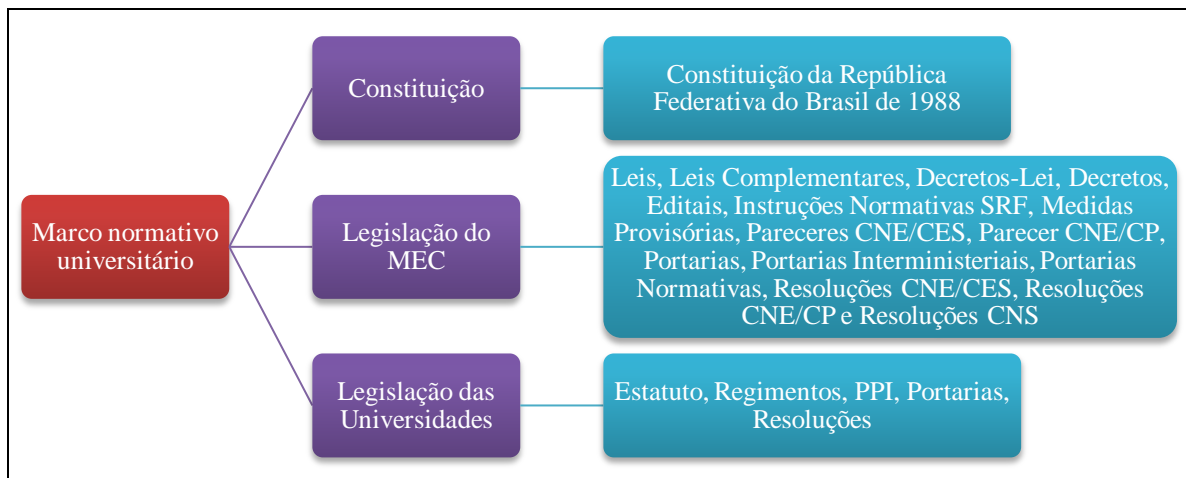 Marco normativo
universitário
Constituição
Constituição da República
Federativa do Brasil de 1988
Legislação do
MEC
Leis, Leis Complementares, Decretos-Lei, Decretos,
Editais, Instruções Normativas SRF, Medidas
Provisórias, Pareceres CNE/CES, Parecer CNE/CP,
Portarias, Portarias Interministeriais, Portarias
Normativas, Resoluções CNE/CES, Resoluções
CNE/CP e Resoluções CNS
Legislação das
Universidades
Estatuto, Regimentos, PPI, Portarias,
Resoluções